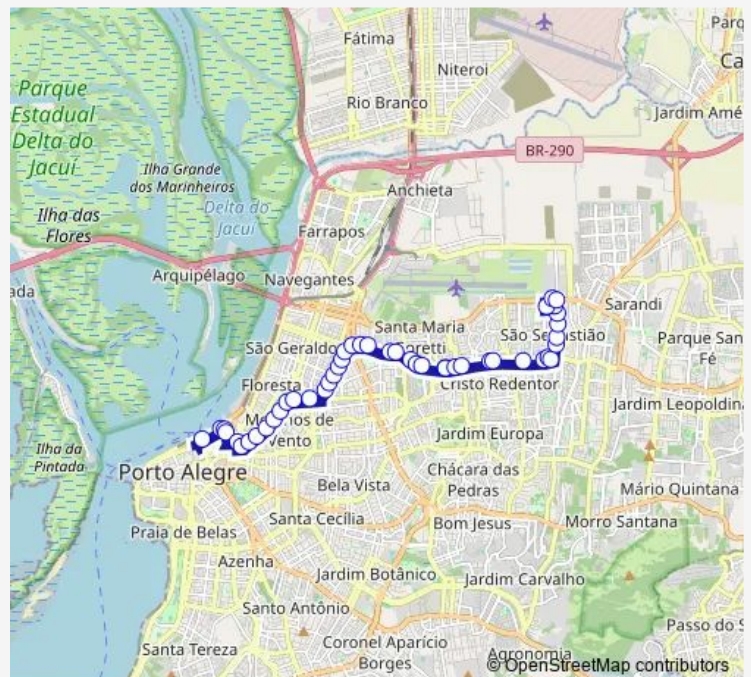 Fátima
Parq
Ca
Niteroi
Parque
Estadual
Delta do
Jacuí
Rio Branco
Jardim Amé
BR-290
Ilha Grande
dos Marinheiros
Anchieta
Delta do
Jacuí
Ilha das
Flores
Farrapos
Arquipélago
Navegantes
ada
Sarandi
Santa Maria
Goretti
São Sebastião
São Geraldo
Parque San
Fé
Floresta
Cristo Redentor
Jardim Leopoldina
Moinhos de
Vento
Jardim Europa
Ilha da
Pintada
Porto Alegre
Chácara das
Pedras
Bela Vista
Mário Quintana
Santa Cecília
Bom Jesus
Morro Santana
Praia de Belas
Azenha
Jardim Botânico
Jardim Carvalho
Santo Antônio
Passo do S
Santa Tereza
Coronel Aparício
Borges
Agronomia
© OpenStreetMap contributors